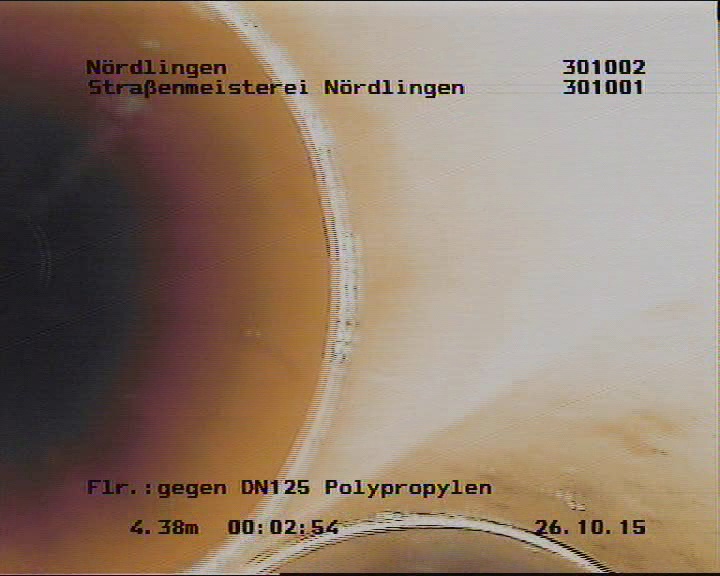 Nördlingen 301002
Straßenmeisterei Nördlingen 301001
Flr.:gegen DN125 Polypropylen
4.38m 00:02:54 26.10.15